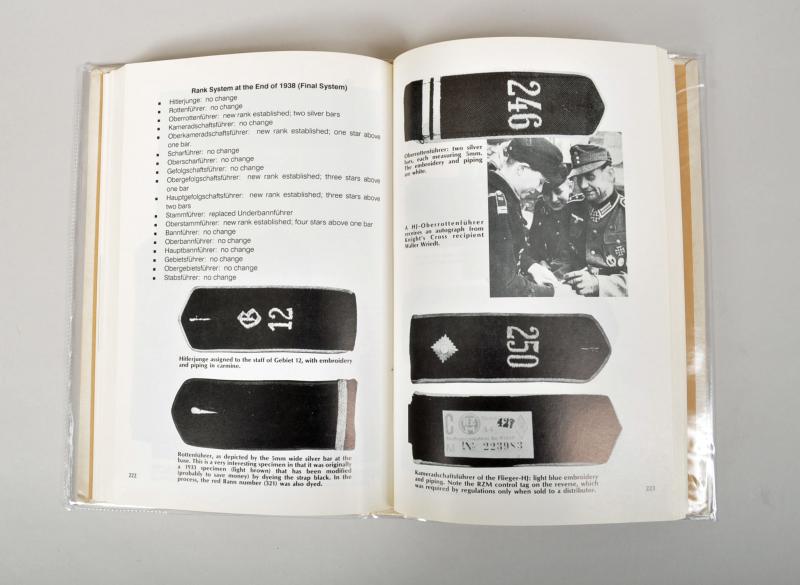 Rank System at the End of 1938 (Final System)
Hitlerjunge: no change
Rottenführer: no change
Oberrottenführer: new rank established; two silver bars
Kameradschaftsführer: no change
Oberkameradschaftsführer: new rank established; one star above
one bar.
Scharführer: no change
Oberscharführer: no change
Gefolgschaftsführer: no change
Obergefolgschaftsführer: new rank established; three stars above
one bar
Hauptgefolgschaftsführer: new rank established; three stars above
two bars
Stammführer: replaced Underbannführer
Oberstammführer: new rank established; four stars above one bar
Bannführer: no change
Oberbannführer: no change
Hauptbannführer: no change
Gebietsführer: no change
Obergebietsführer: no change
Stabsführer: no change
G 12
Hitlerjunge assigned to the staff of Gebiet 12, with embroidery
and piping in carmine.
Rottenführer, as depicted by the 5mm wide silver bar at the
base. This is a very interesting specimen in that it was originally
a 1933 specimen (light brown) that has been modified
(probably to save money) by dyeing the strap black. In the
process, the red Bann number (321) was also dyed.
222
246
Oberrottenführer: two silver
bars, each measuring 5mm.
The embroidery and piping
are white.
A HJ-Oberrottenführer
receives an autograph from
Knight's Cross recipient
Walter Wriedt.
250
C
427
№ 223983
Kameradschaftsführer of the Flieger-HJ: light blue embroidery
and piping. Note the RZM control tag on the reverse, which
was required by regulations only when sold to a distributor.
223